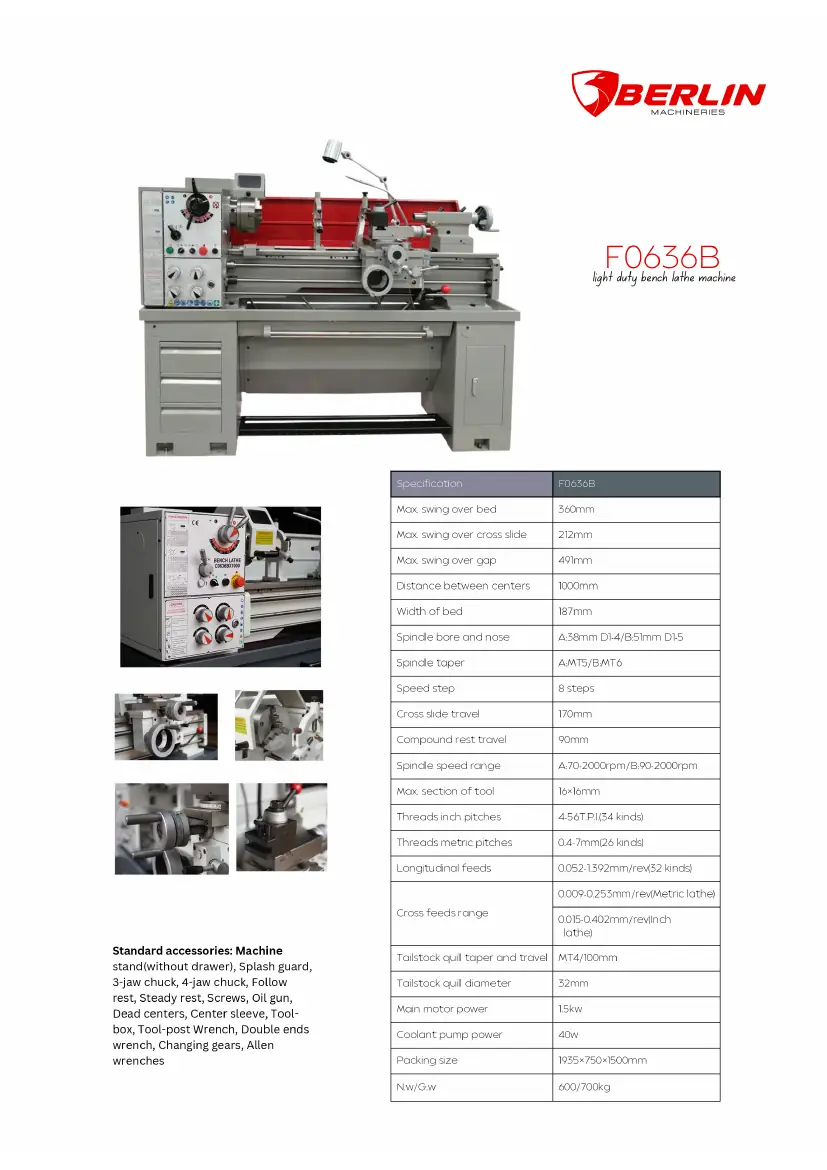 BERLIN
MACHINERIES
F0636B
light duty bench lathe machine
BENCH LATHE
Specification F0636B
Max. swing over bed 360mm
Max. swing over cross slide 212mm
Max. swing over gap 491mm
Distance between centers 1000mm
Width of bed 187mm
Spindle bore and nose A:38mm D1-4/B:51mm D1-5
Spindle taper A:MT5/B:MT6
Speed step 8 steps
Cross slide travel 170mm
Compound rest travel 90mm
Spindle speed range A:70-2000rpm/B:90-2000rpm
Max. section of tool 16×16mm
Threads inch pitches 4-56T.P.I.(34 kinds)
Threads metric pitches 0.4-7mm(26 kinds)
Longitudinal feeds 0.052-1.392mm/rev(32 kinds)
Cross feeds range 0.009-0.253mm/rev(Metric lathe)
0.015-0.402mm/rev(Inch
lathe)
Tailstock quill taper and travel MT4/100mm
Tailstock quill diameter 32mm
Main motor power 1.5kw
Coolant pump power 40w
Packing size 1935×750×1500mm
N.w/G.w 600/700kg
Standard accessories: Machine
stand(without drawer), Splash guard,
3-jaw chuck, 4-jaw chuck, Follow
rest, Steady rest, Screws, Oil gun,
Dead centers, Center sleeve, Tool-
box, Tool-post Wrench, Double ends
wrench, Changing gears, Allen
wrenches